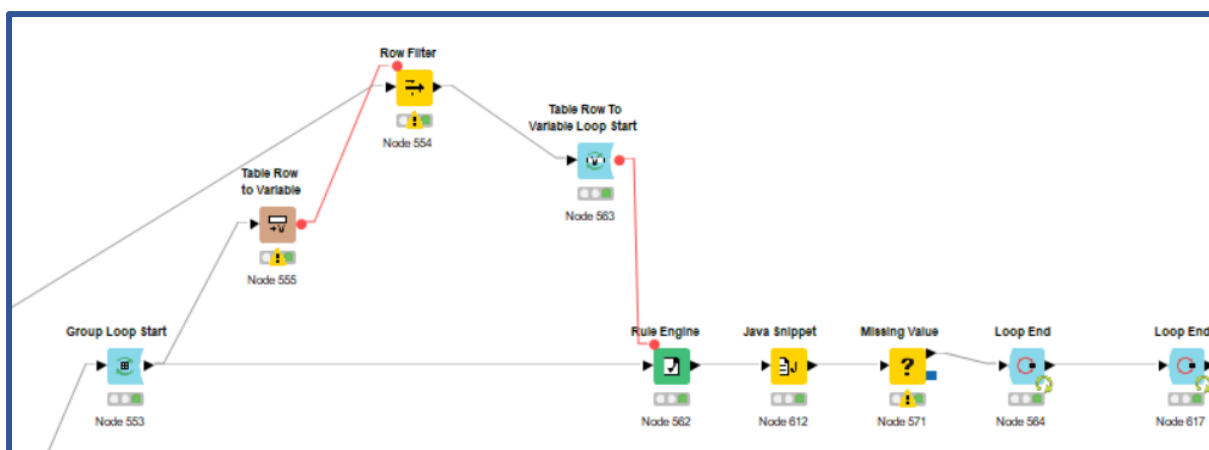 Row Filter
Node 554
Table Row To
Variable Loop Start
Node 563
Table Row
to Variable
Node 555
Group Loop Start
Node 553
Rule Engine
Node 562
Java Snippet
Node 612
Missing Value
Node 571
Loop End
Node 564
Loop End
Node 617